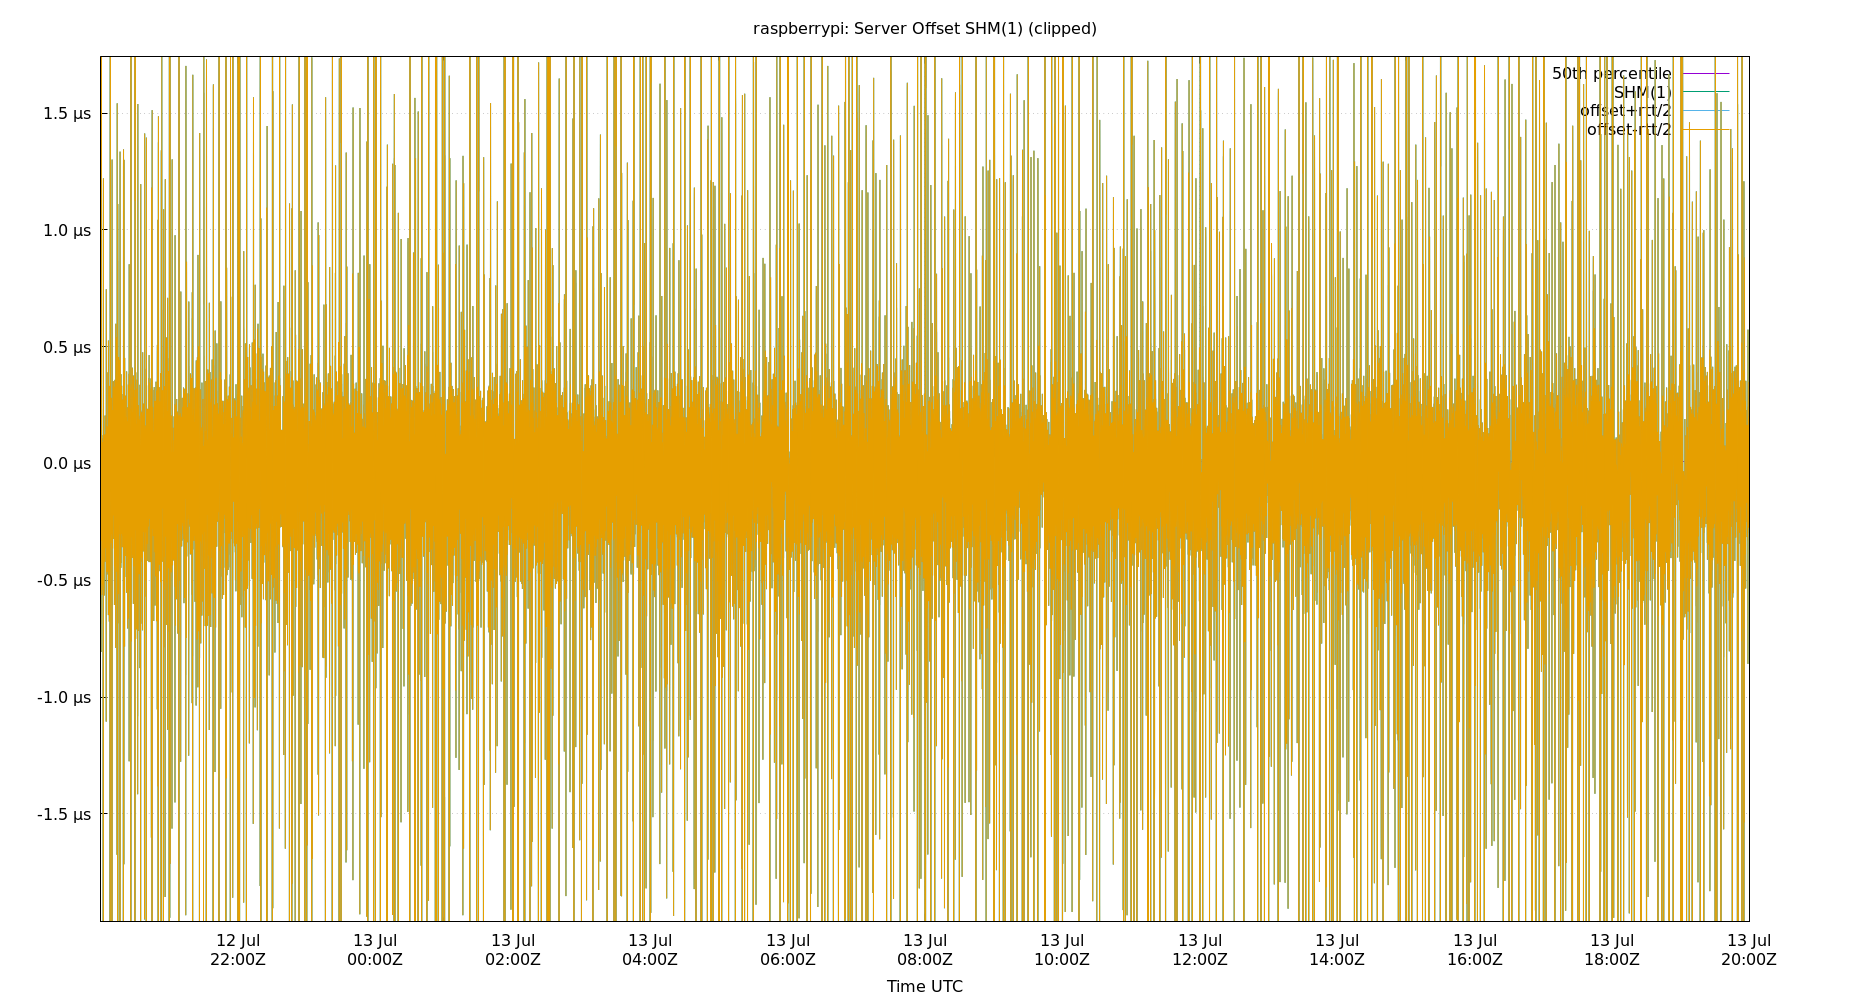 raspberrypi: Server Offset SHM(1) (clipped)
50th percentile
SHM(1)
offset+rtt/2
offset-rtt/2
1.5 µs
1.0 µs
0.5 µs
0.0 µs
-0.5 µs
-1.0 µs
-1.5 µs
12 Jul 13 Jul 13 Jul 13 Jul 13 Jul 13 Jul 13 Jul 13 Jul 13 Jul 13 Jul 13 Jul 13 Jul
22:00Z 00:00Z 02:00Z 04:00Z 06:00Z 08:00Z 10:00Z 12:00Z 14:00Z 16:00Z 18:00Z 20:00Z
Time UTC